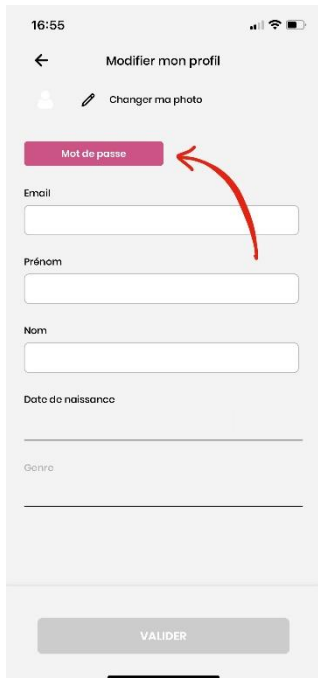 16:55
Modifier mon profil
Changer ma photo
Mot de passe
Email
Prénom
Nom
Date de naissance
Genre
VALIDER